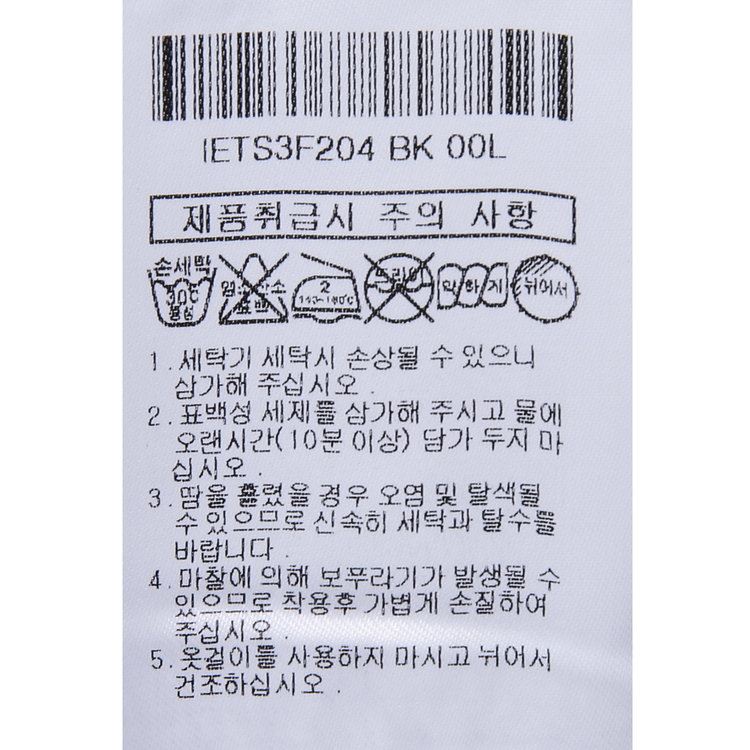 IETS3F204 BK 00L
제품취급시 주의 사항
손세탁
30℃
중성
염소산소
표백
2
140~160℃
드라이
약하게
뉘어서
1. 세탁기 세탁시 손상될 수 있으니
삼가해 주십시오.
2. 표백성 세제를 삼가해 주시고 물에
오랜시간(10분 이상) 담가 두지 마
십시오.
3. 땀을 흘렸을 경우 오염 및 탈색될
수 있으므로 신속히 세탁과 탈수를
바랍니다.
4. 마찰에 의해 보푸라기가 발생될 수
있으므로 착용후 가볍게 손질하여
주십시오.
5. 옷걸이를 사용하지 마시고 뉘어서
건조하십시오.